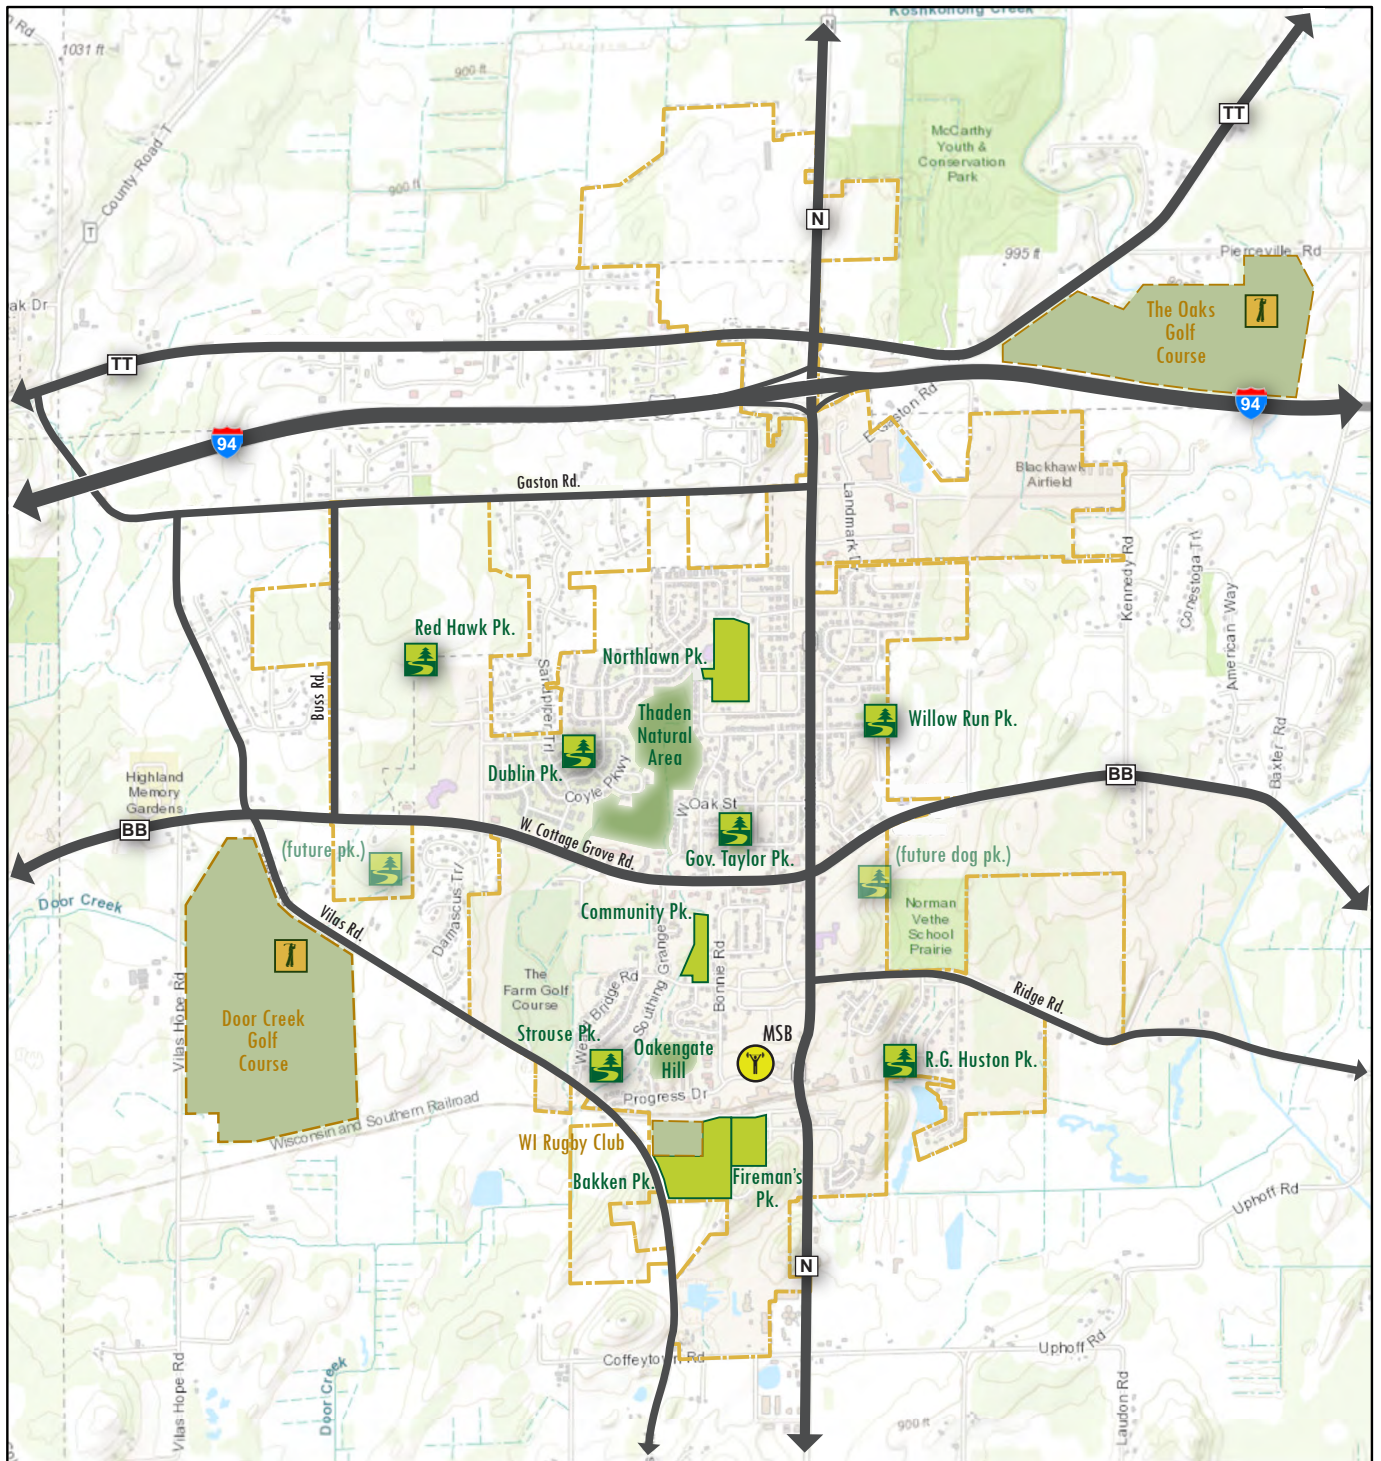 Koshkonong Creek
N
Rd
1031 ft
900 ft
County Road T
TT
McCarthy
Youth &
Conservation
Park
900 ft
N
T
995 ft
Pierceville Rd
ak Dr
The Oaks
Golf
Course
TT
94
E Gaston Rd
94
Gaston Rd.
Blackhawk
Airfield
Landmark Dr
Kennedy Rd
Conestoga Trl
American Way
Red Hawk Pk.
Northlawn Pk.
Buss Rd.
Sandpiper Trl
Thaden
Natural
Area
Willow Run Pk.
Baxter Rd
Dublin Pk.
Coyle Pkwy
Highland
Memory
Gardens
BB
W Oak St
BB
W. Cottage Grove Rd.
(future pk.)
Gov. Taylor Pk.
(future dog pk.)
Door Creek
Vilas Rd.
Damascus Trl
Community Pk.
Norman
Vethe
School
Prairie
The
Farm Golf
Course
Bonnie Rd
Southing Grange
Bridge Rd
Ridge Rd.
Vilas Hope Rd
Door Creek
Golf
Course
Strouse Pk.
Oakengate
Hill
MSB
R.G. Huston Pk.
Progress Dr
Wisconsin and Southern Railroad
WI Rugby Club
Bakken Pk.
Fireman's
Pk.
Uphoff Rd
N
Coffeytown Rd
Uphoff Rd
Vilas Hope Rd
Door Creek
Laudon Rd
900 ft